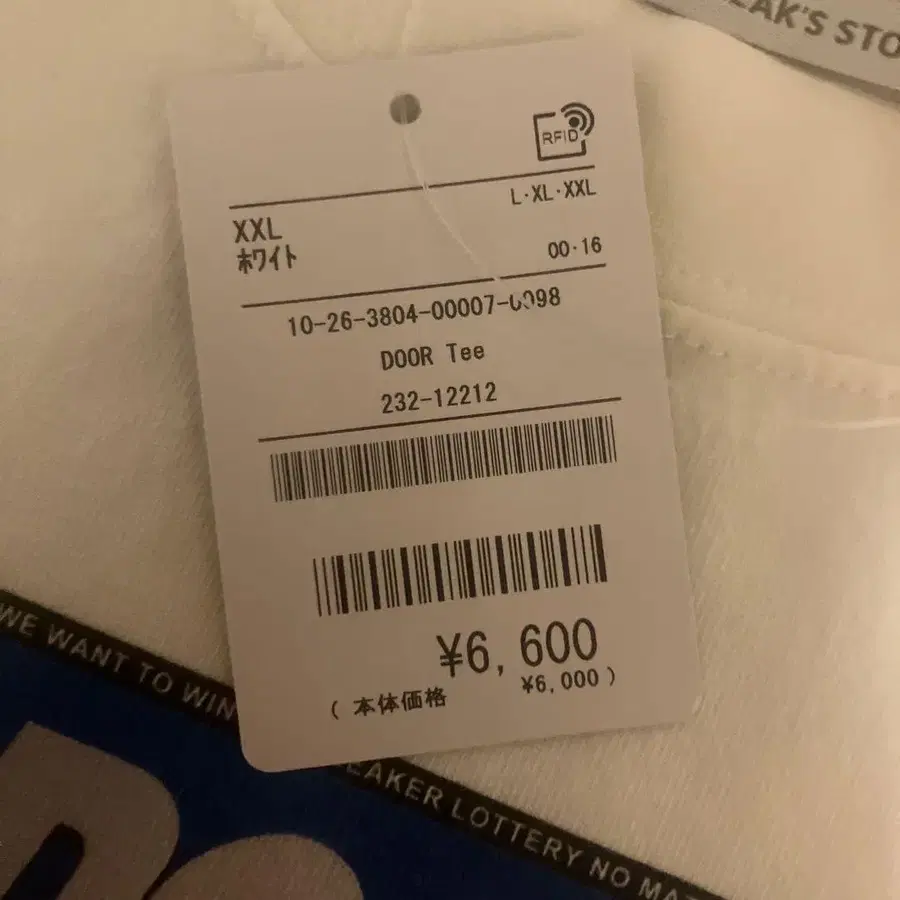 EAK'S STO
RFID
L・XL・XXL
XXL
ホワイト
00・16
10-26-3804-00007-0098
DOOR Tee
232-12212
¥6,600
(本体価格 ¥6,000)
WE WANT TO WIN
EAKER LOTTERY NO MAT